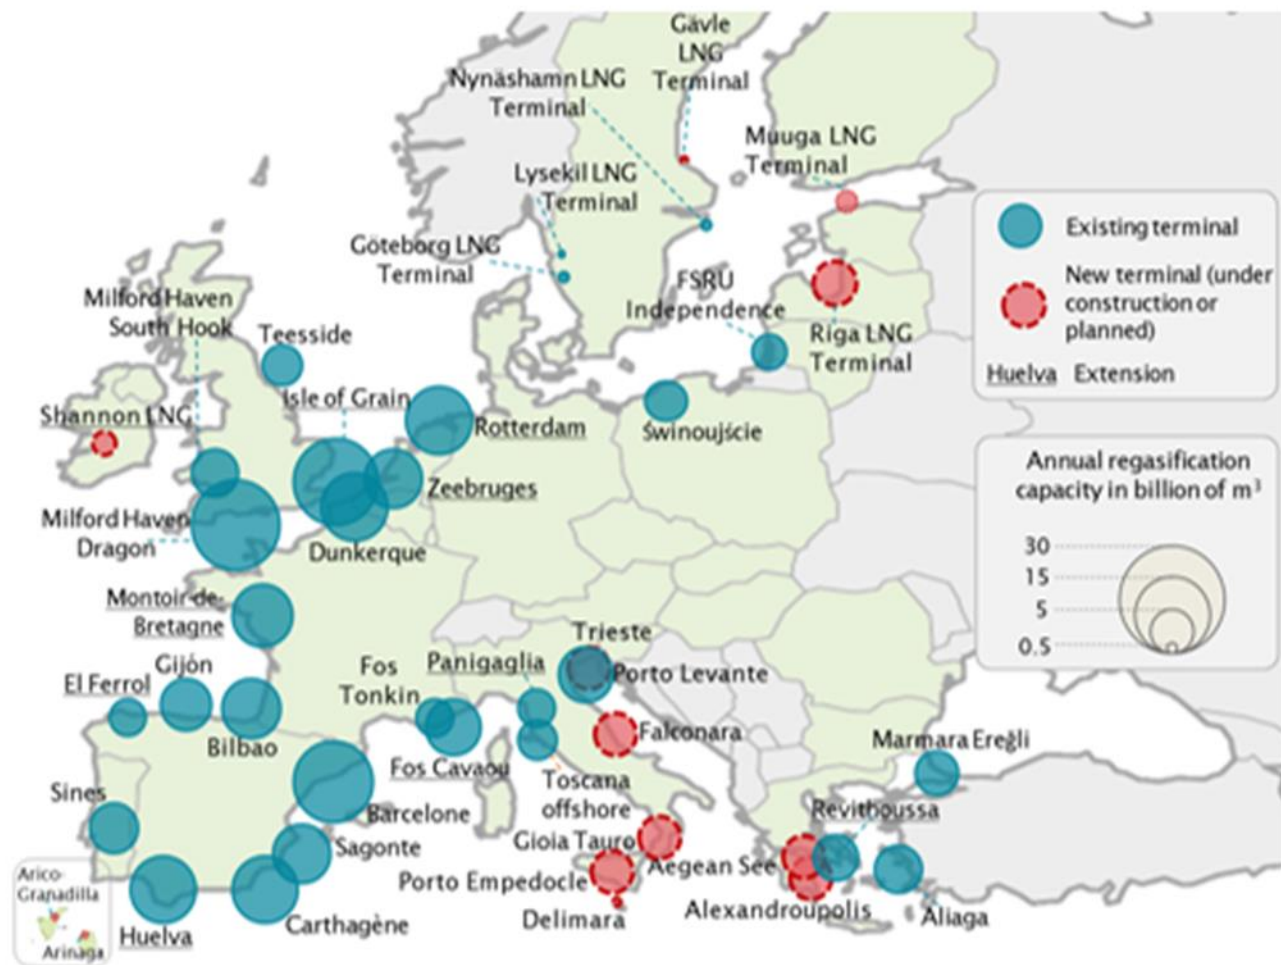 Gävle
LNG
Terminal
Nynäshamn LNG
Terminal
Muuga LNG
Terminal
Lysekil LNG
Terminal
Göteborg LNG
Terminal
FSRU
Independence
Riga LNG
Terminal
Milford Haven
South Hook
Teesside
Isle of Grain
Shannon LNG
Rotterdam
Świnoujście
Zeebruges
Milford Haven
Dragon
Dunkerque
Montoir-de-
Bretagne
Gijón
El Ferrol
Bilbao
Fos
Tonkin
Panigaglia
Trieste
Porto Levante
Falconara
Fos Cavaou
Toscana
offshore
Marmara Ereğli
Sines
Barcelone
Revithoussa
Sagonte
Gioia Tauro
Aegean See
Porto Empedocle
Delimara
Alexandroupolis
Aliaga
Carthagène
Huelva
Arico-
Granadilla
Arinaga
Existing terminal
New terminal (under
construction or
planned)
Huelva Extension
Annual regasification
capacity in billion of m³
30
15
5
0.5